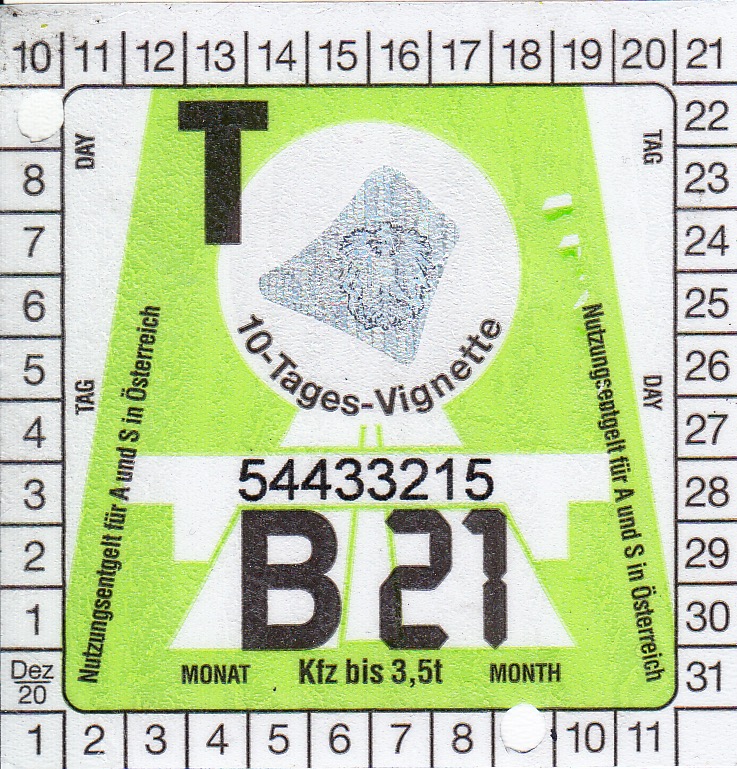 10 11 12 13 14 15 16 17 18 19 20 21
22
23
24
25
26
27
28
29
30
31
8
7
6
5
4
3
2
1
Dez
20
DAY
TAG
TAG
DAY
T
10-Tages-Vignette
Nutzungsentgelt für A und S in Österreich
Nutzungsentgelt für A und S in Österreich
54433215
B 21
MONAT Kfz bis 3,5t MONTH
1 2 3 4 5 6 7 8 10 11